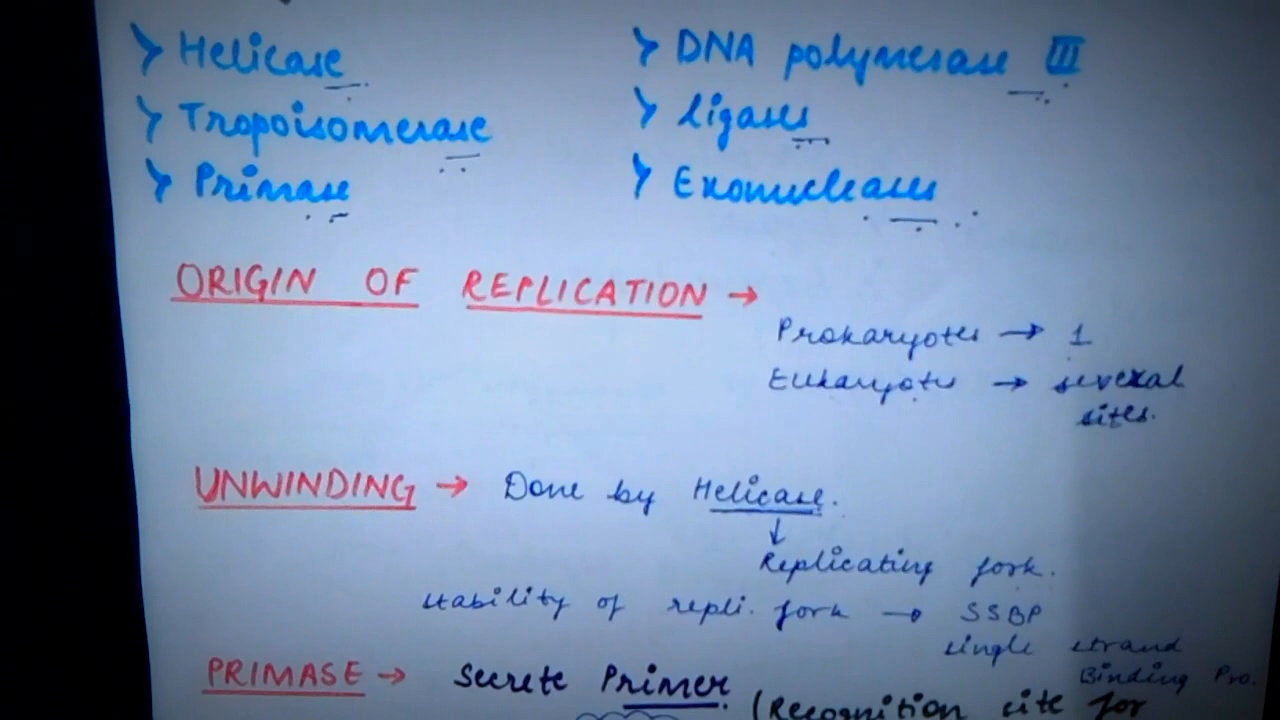 > Helicase
> Tropoisomerase
> Primase
> DNA polymerase III
> Ligases
> Exonucleases
ORIGIN OF REPLICATION →
Prokaryotes → 1
Eukaryotes → several
sites.
UNWINDING → Done by Helicase.
↓
Replicating fork.
stability of repli. fork → SSBP
single strand
Binding Pro.
PRIMASE → Secrete Primer
(Recognition site for